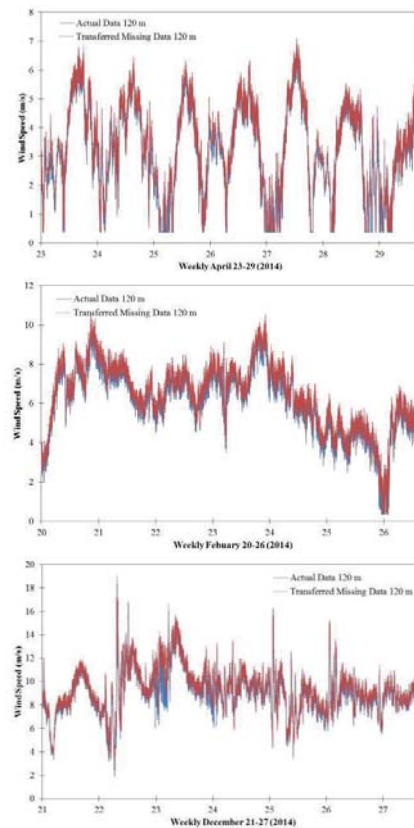 Actual Data 120 m
Transferred Missing Data 120 m
Wind Speed (m/s)
8
7
6
5
4
3
2
1
0
23 24 25 26 27 28 29
Weekly April 23-29 (2014)
Actual Data 120 m
Transferred Missing Data 120 m
Wind Speed (m/s)
12
10
8
6
4
2
0
20 21 22 23 24 25 26
Weekly Febuary 20-26 (2014)
Actual Data 120 m
Transferred Missing Data 120 m
Wind Speed (m/s)
20
18
16
14
12
10
8
6
4
2
0
21 22 23 24 25 26 27
Weekly December 21-27 (2014)